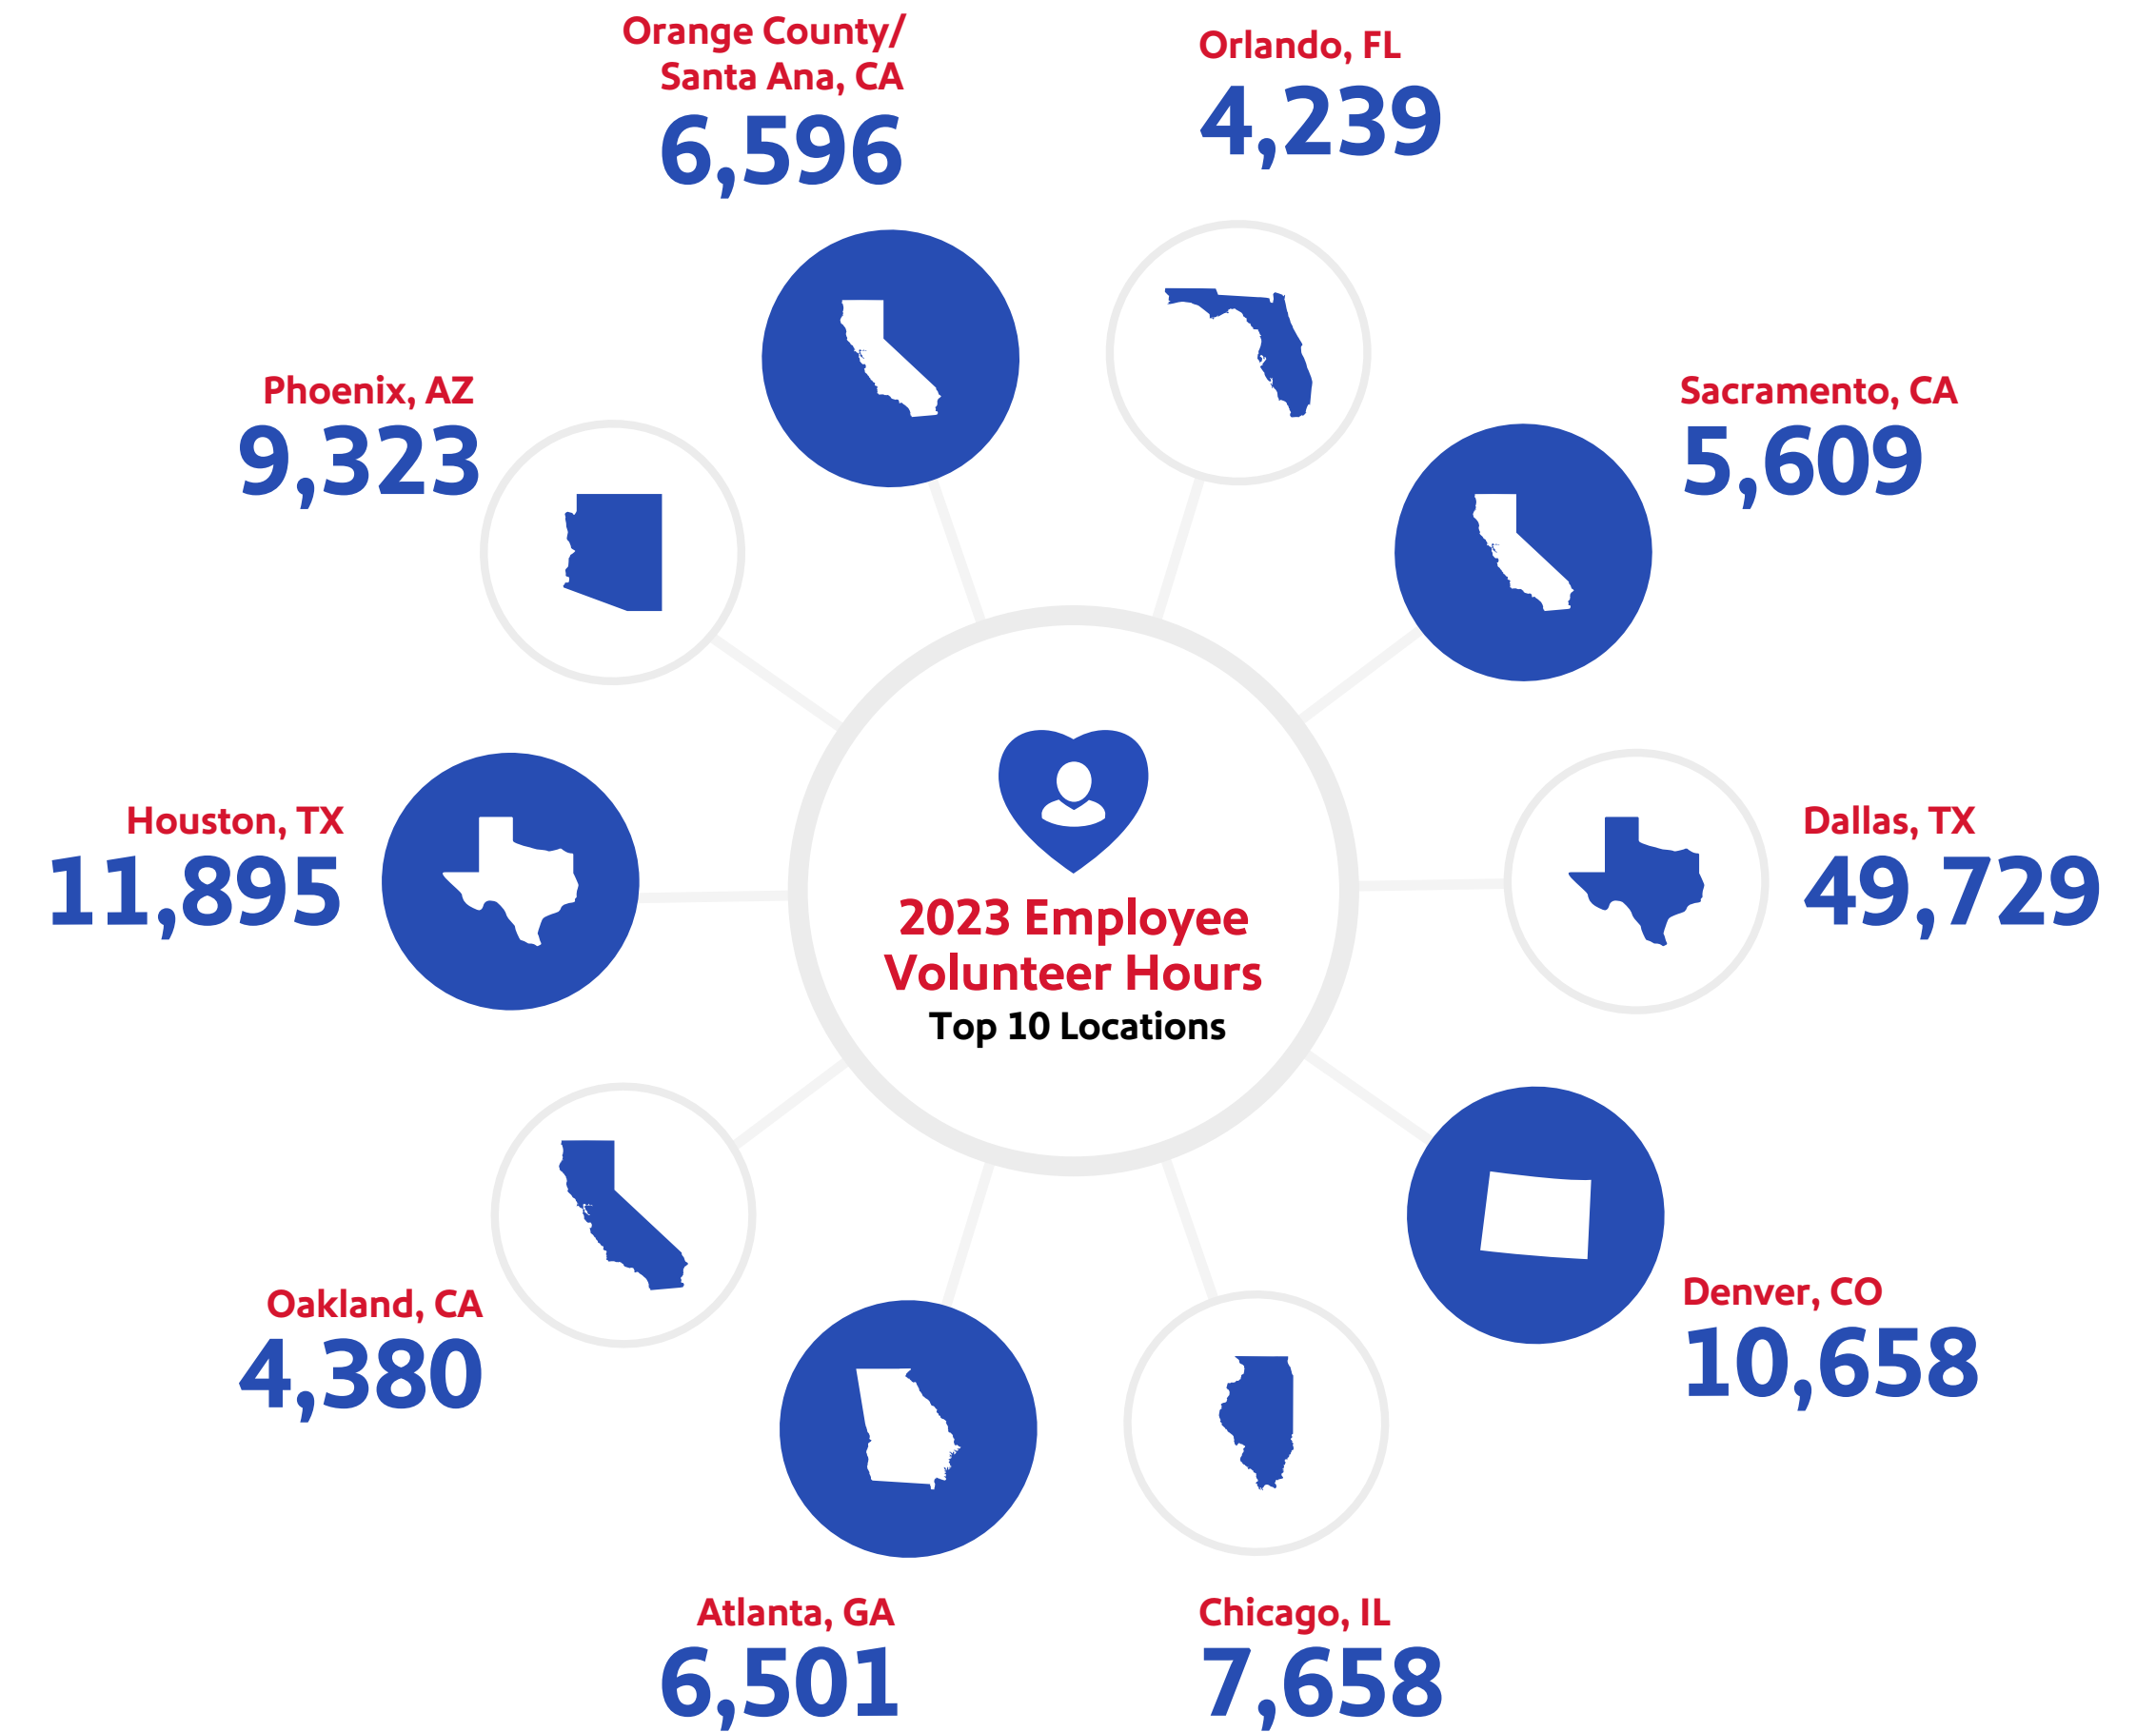 Orange County/
Santa Ana, CA
6,596
Orlando, FL
4,239
Phoenix, AZ
9,323
Sacramento, CA
5,609
Houston, TX
11,895
2023 Employee
Volunteer Hours
Top 10 Locations
Dallas, TX
49,729
Oakland, CA
4,380
Denver, CO
10,658
Atlanta, GA
6,501
Chicago, IL
7,658